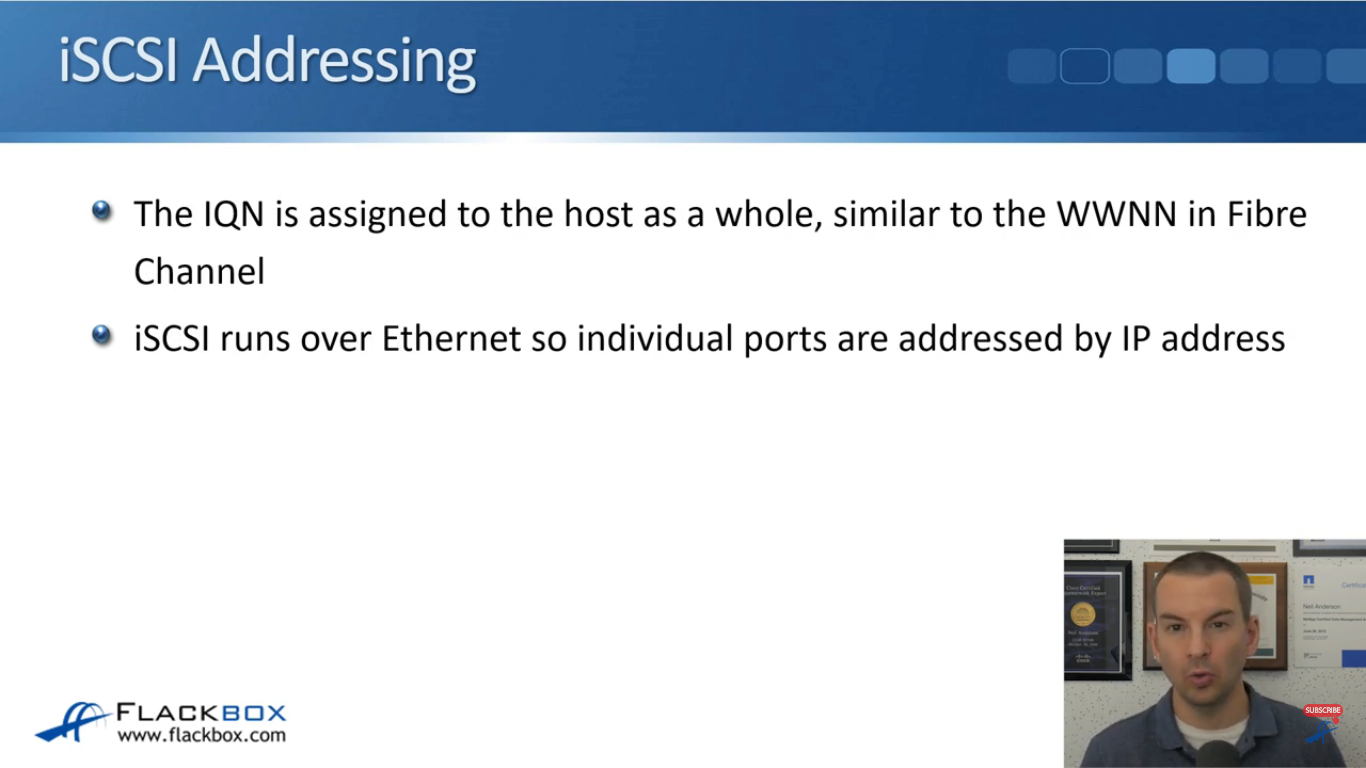 iSCSI Addressing
The IQN is assigned to the host as a whole, similar to the WWNN in Fibre
Channel
iSCSI runs over Ethernet so individual ports are addressed by IP address
Neil Anderson
SUBSCRIBE
FLACKBOX
www.flackbox.com